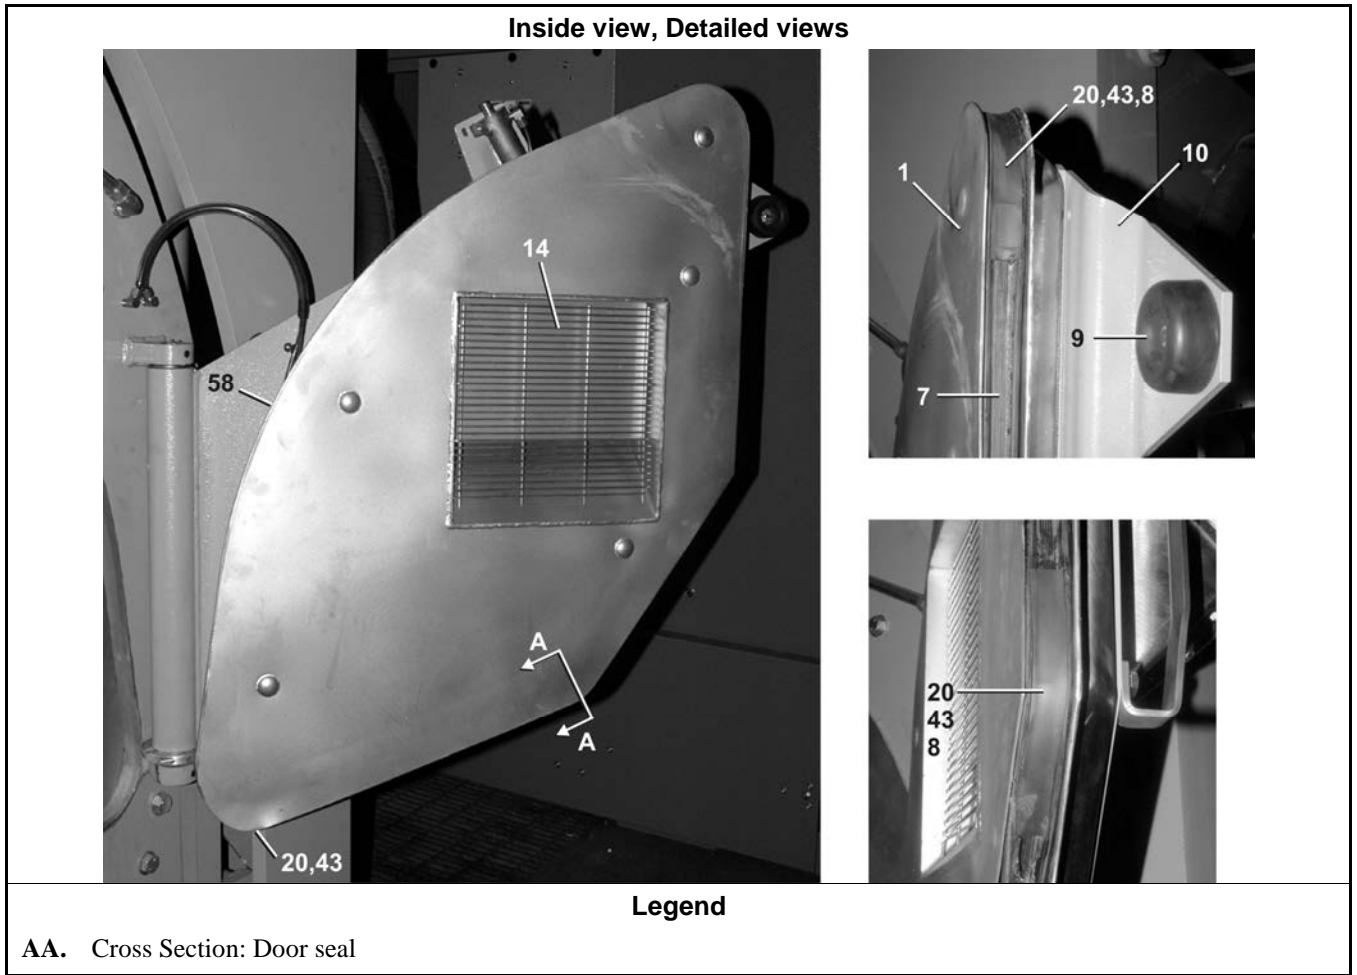 Inside view, Detailed views
14
58
A
A
20,43
20,43,8
1
10
9
7
20
43
8
Legend
AA. Cross Section: Door seal